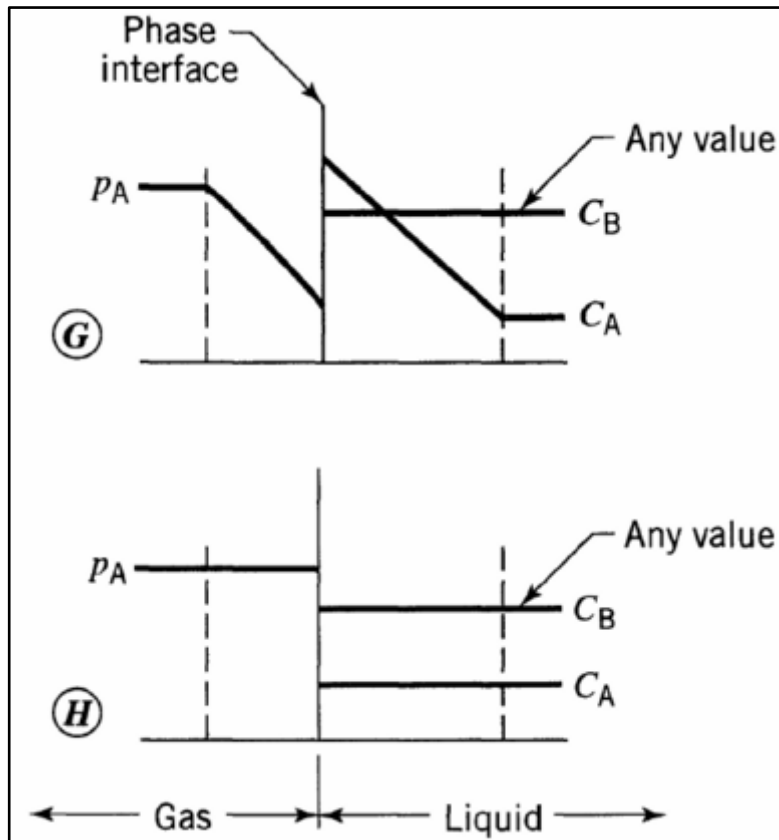 Phase
interface
Any value
pA
CB
CA
G
Any value
pA
CB
CA
H
Gas
Liquid